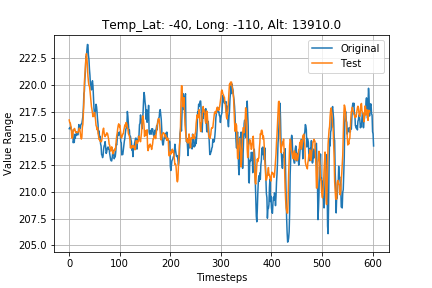 Temp_Lat: -40, Long: -110, Alt: 13910.0
Original
Test
Value Range
222.5
220.0
217.5
215.0
212.5
210.0
207.5
205.0
0 100 200 300 400 500 600
Timesteps